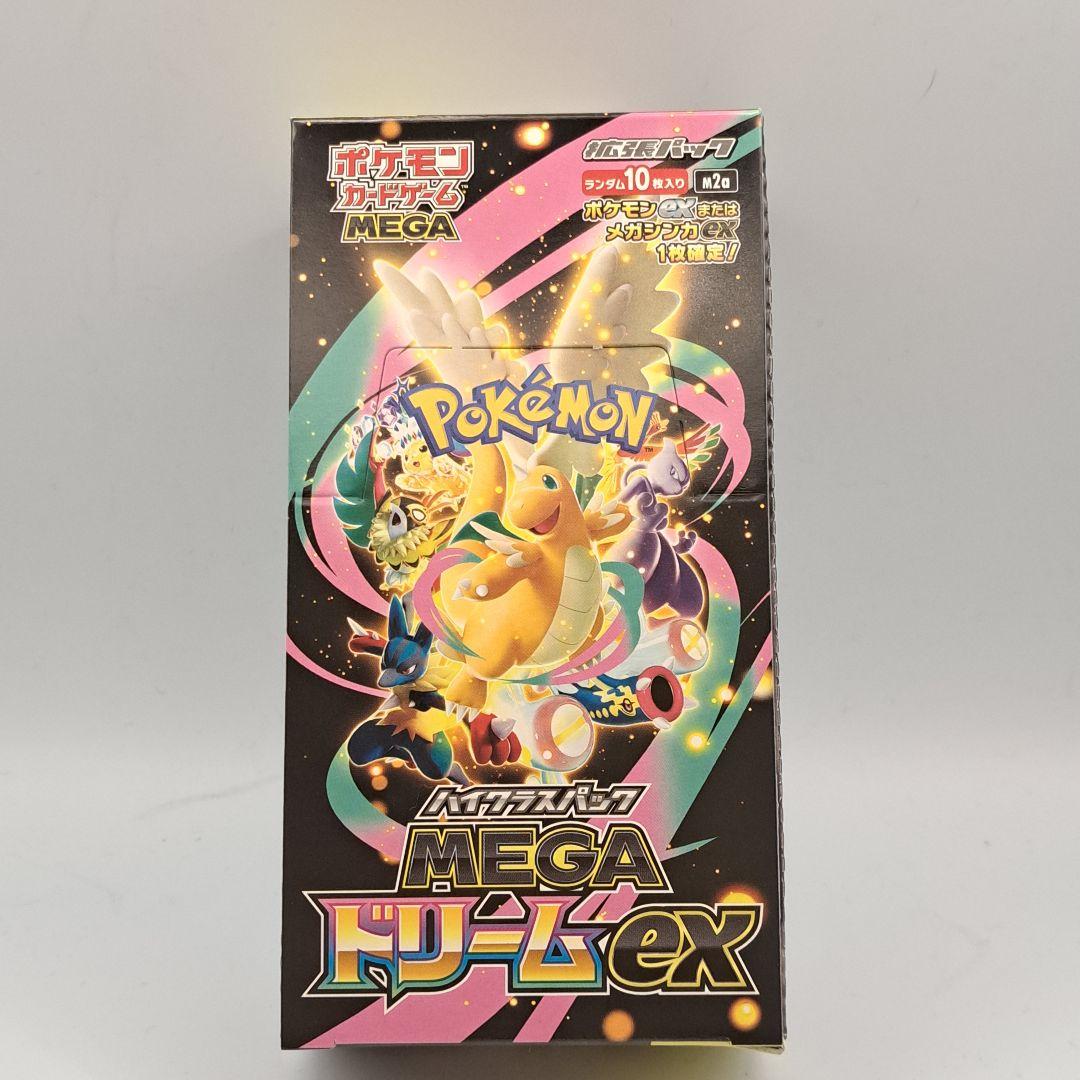 ポケモン
カードゲーム™
MEGA
拡張パック
ランダム10枚入り
M2a
ポケモンexまたは
メガシンカex
1枚確定!
POKéMON™
ハイクラスパック
MEGA
ドリームex